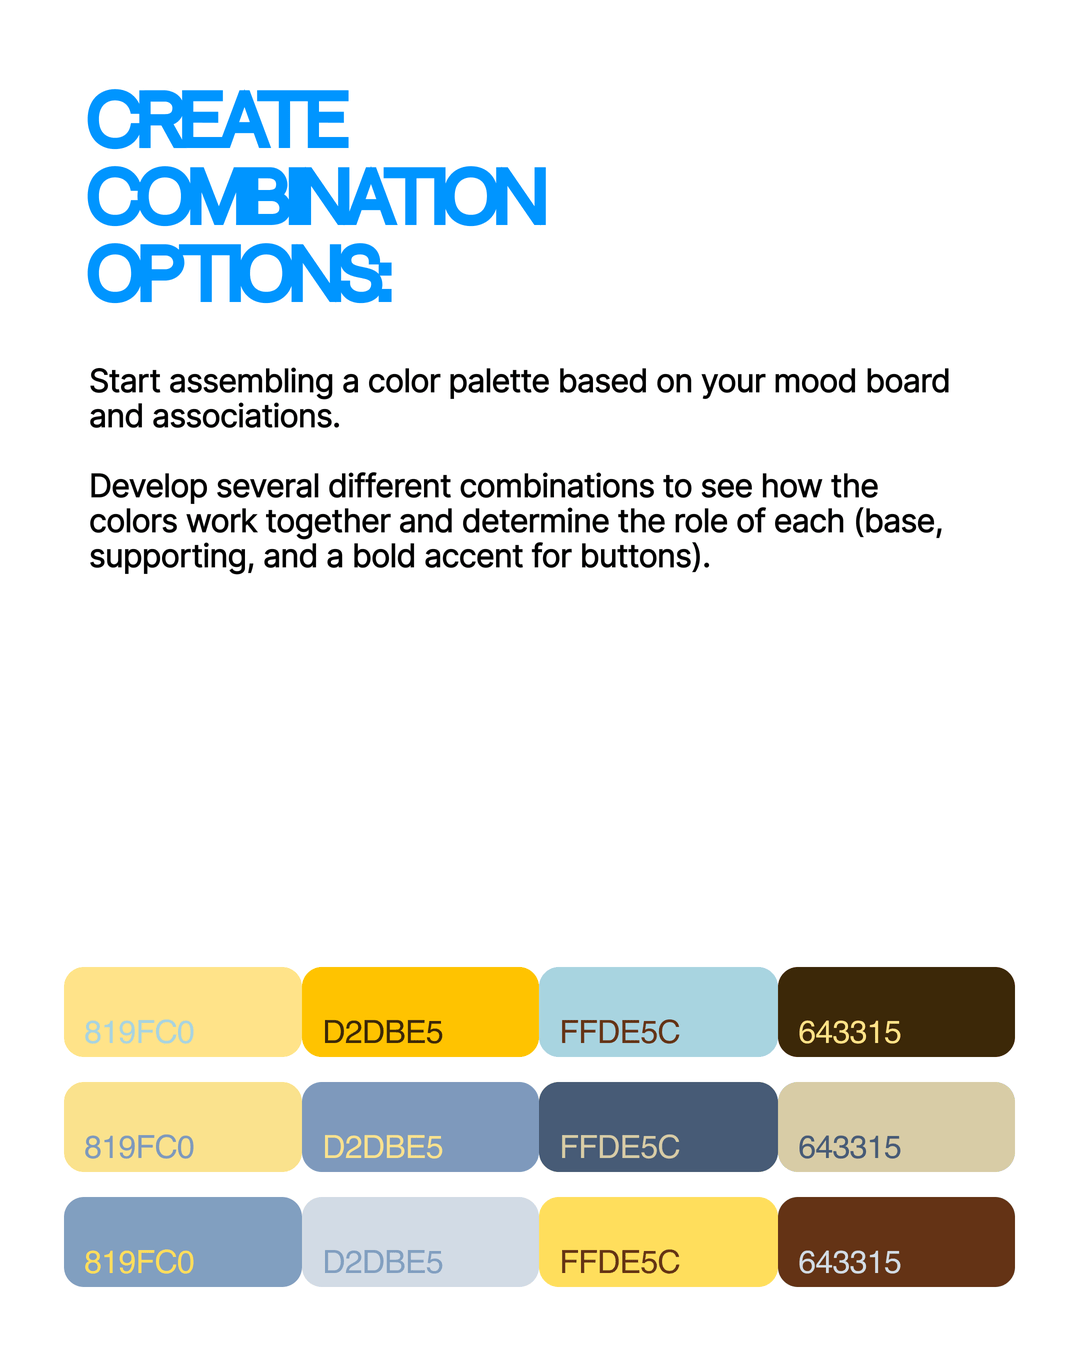 CREATE
COMBINATION
OPTIONS:
Start assembling a color palette based on your mood board
and associations.
Develop several different combinations to see how the
colors work together and determine the role of each (base,
supporting, and a bold accent for buttons).
819FC0 D2DBE5 FFDE5C 643315
819FC0 D2DBE5 FFDE5C 643315
819FC0 D2DBE5 FFDE5C 643315